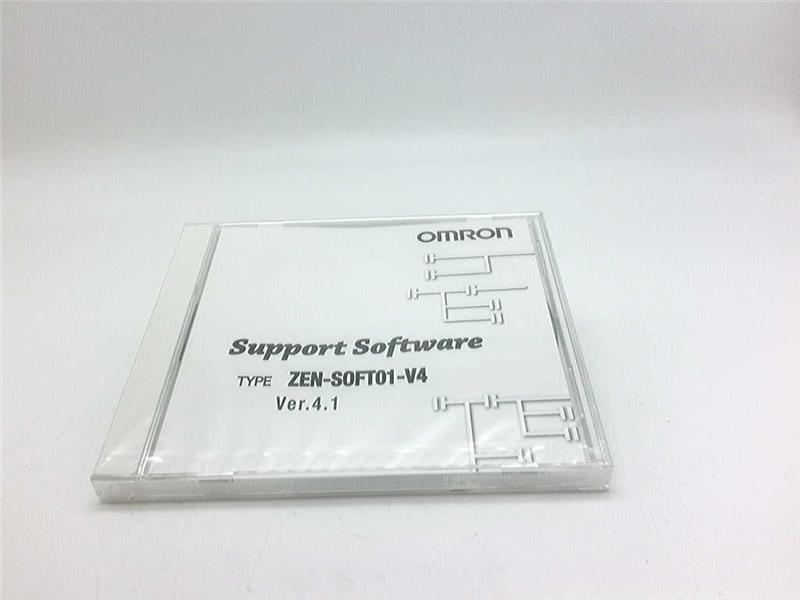 OMRON
Support Software
TYPE ZEN-SOFT01-V4
Ver.4.1